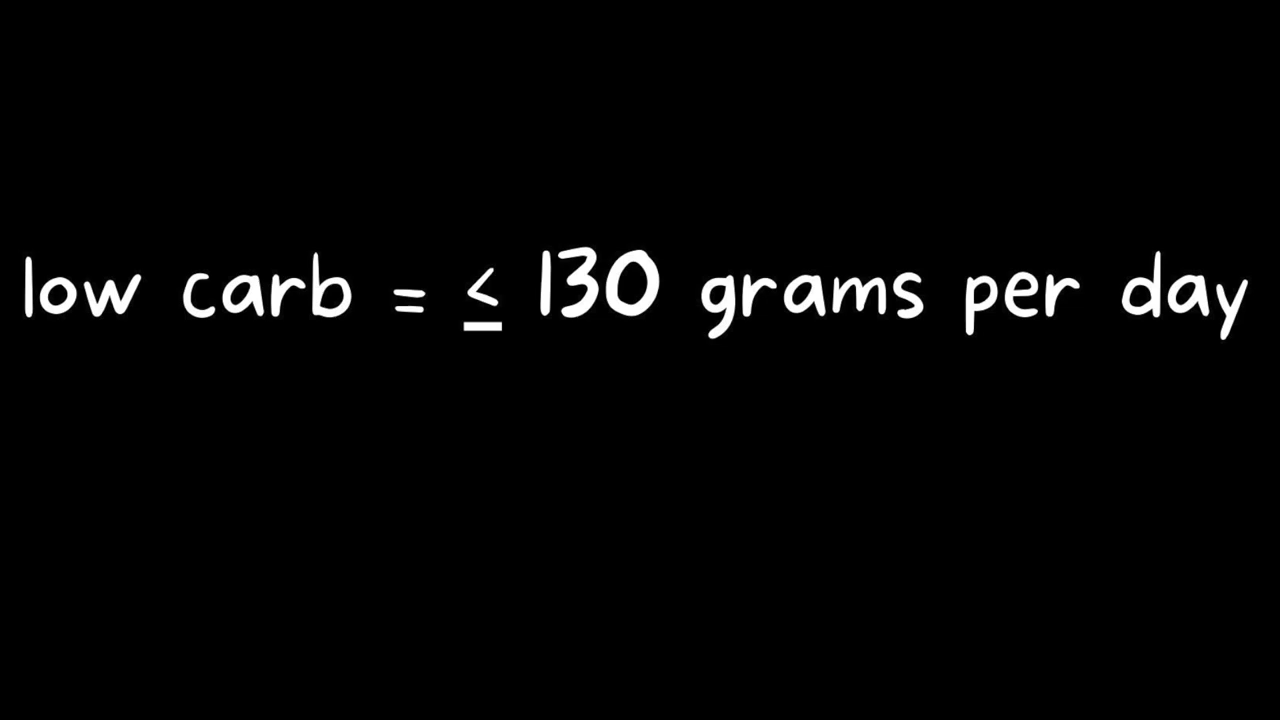 low carb = ≤ 130 grams per day